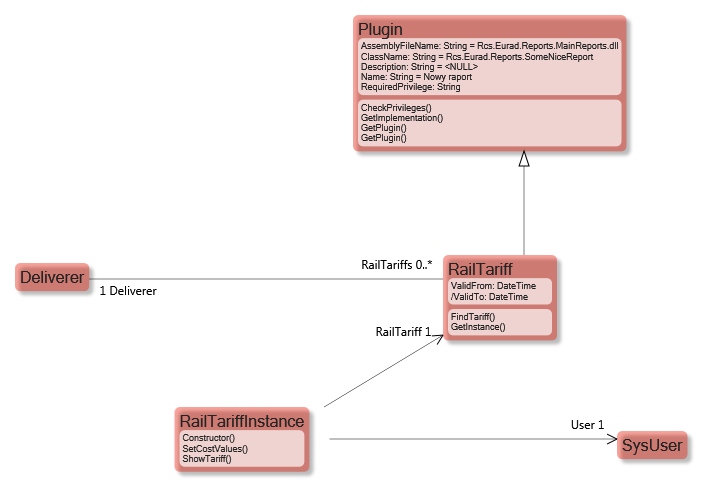 Plugin
AssemblyFileName: String = Rcs.Eurad.Reports.MainReports.dll
ClassName: String = Rcs.Eurad.Reports.SomeNiceReport
Description: String = <NULL>
Name: String = Nowy raport
RequiredPrivilege: String
CheckPrivileges()
GetImplementation()
GetPlugin()
GetPlugin()
RailTariffs 0..*
Deliverer
1 Deliverer
RailTariff
ValidFrom: DateTime
/ValidTo: DateTime
FindTariff()
GetInstance()
RailTariff 1
RailTariffInstance
Constructor()
SetCostValues()
ShowTariff()
User 1
SysUser